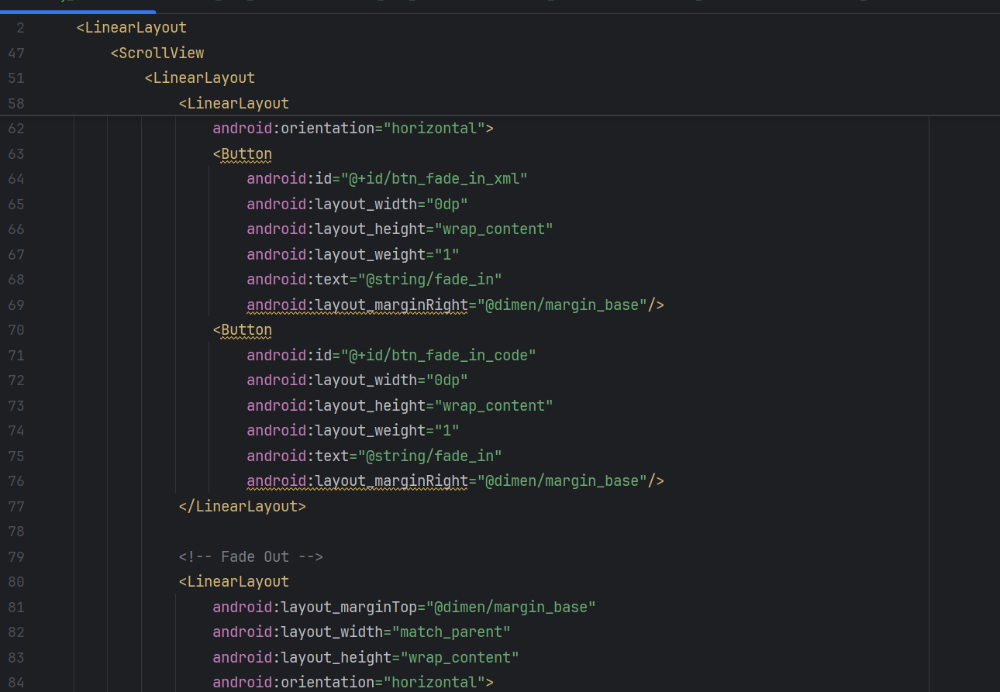 2 <LinearLayout
47 <ScrollView
51 <LinearLayout
58 <LinearLayout
62 android:orientation="horizontal">
63 <Button
64 android:id="@+id/btn_fade_in_xml"
65 android:layout_width="0dp"
66 android:layout_height="wrap_content"
67 android:layout_weight="1"
68 android:text="@string/fade_in"
69 android:layout_marginRight="@dimen/margin_base"/>
70 <Button
71 android:id="@+id/btn_fade_in_code"
72 android:layout_width="0dp"
73 android:layout_height="wrap_content"
74 android:layout_weight="1"
75 android:text="@string/fade_in"
76 android:layout_marginRight="@dimen/margin_base"/>
77 </LinearLayout>
78
79 <!-- Fade Out -->
80 <LinearLayout
81 android:layout_marginTop="@dimen/margin_base"
82 android:layout_width="match_parent"
83 android:layout_height="wrap_content"
84 android:orientation="horizontal">